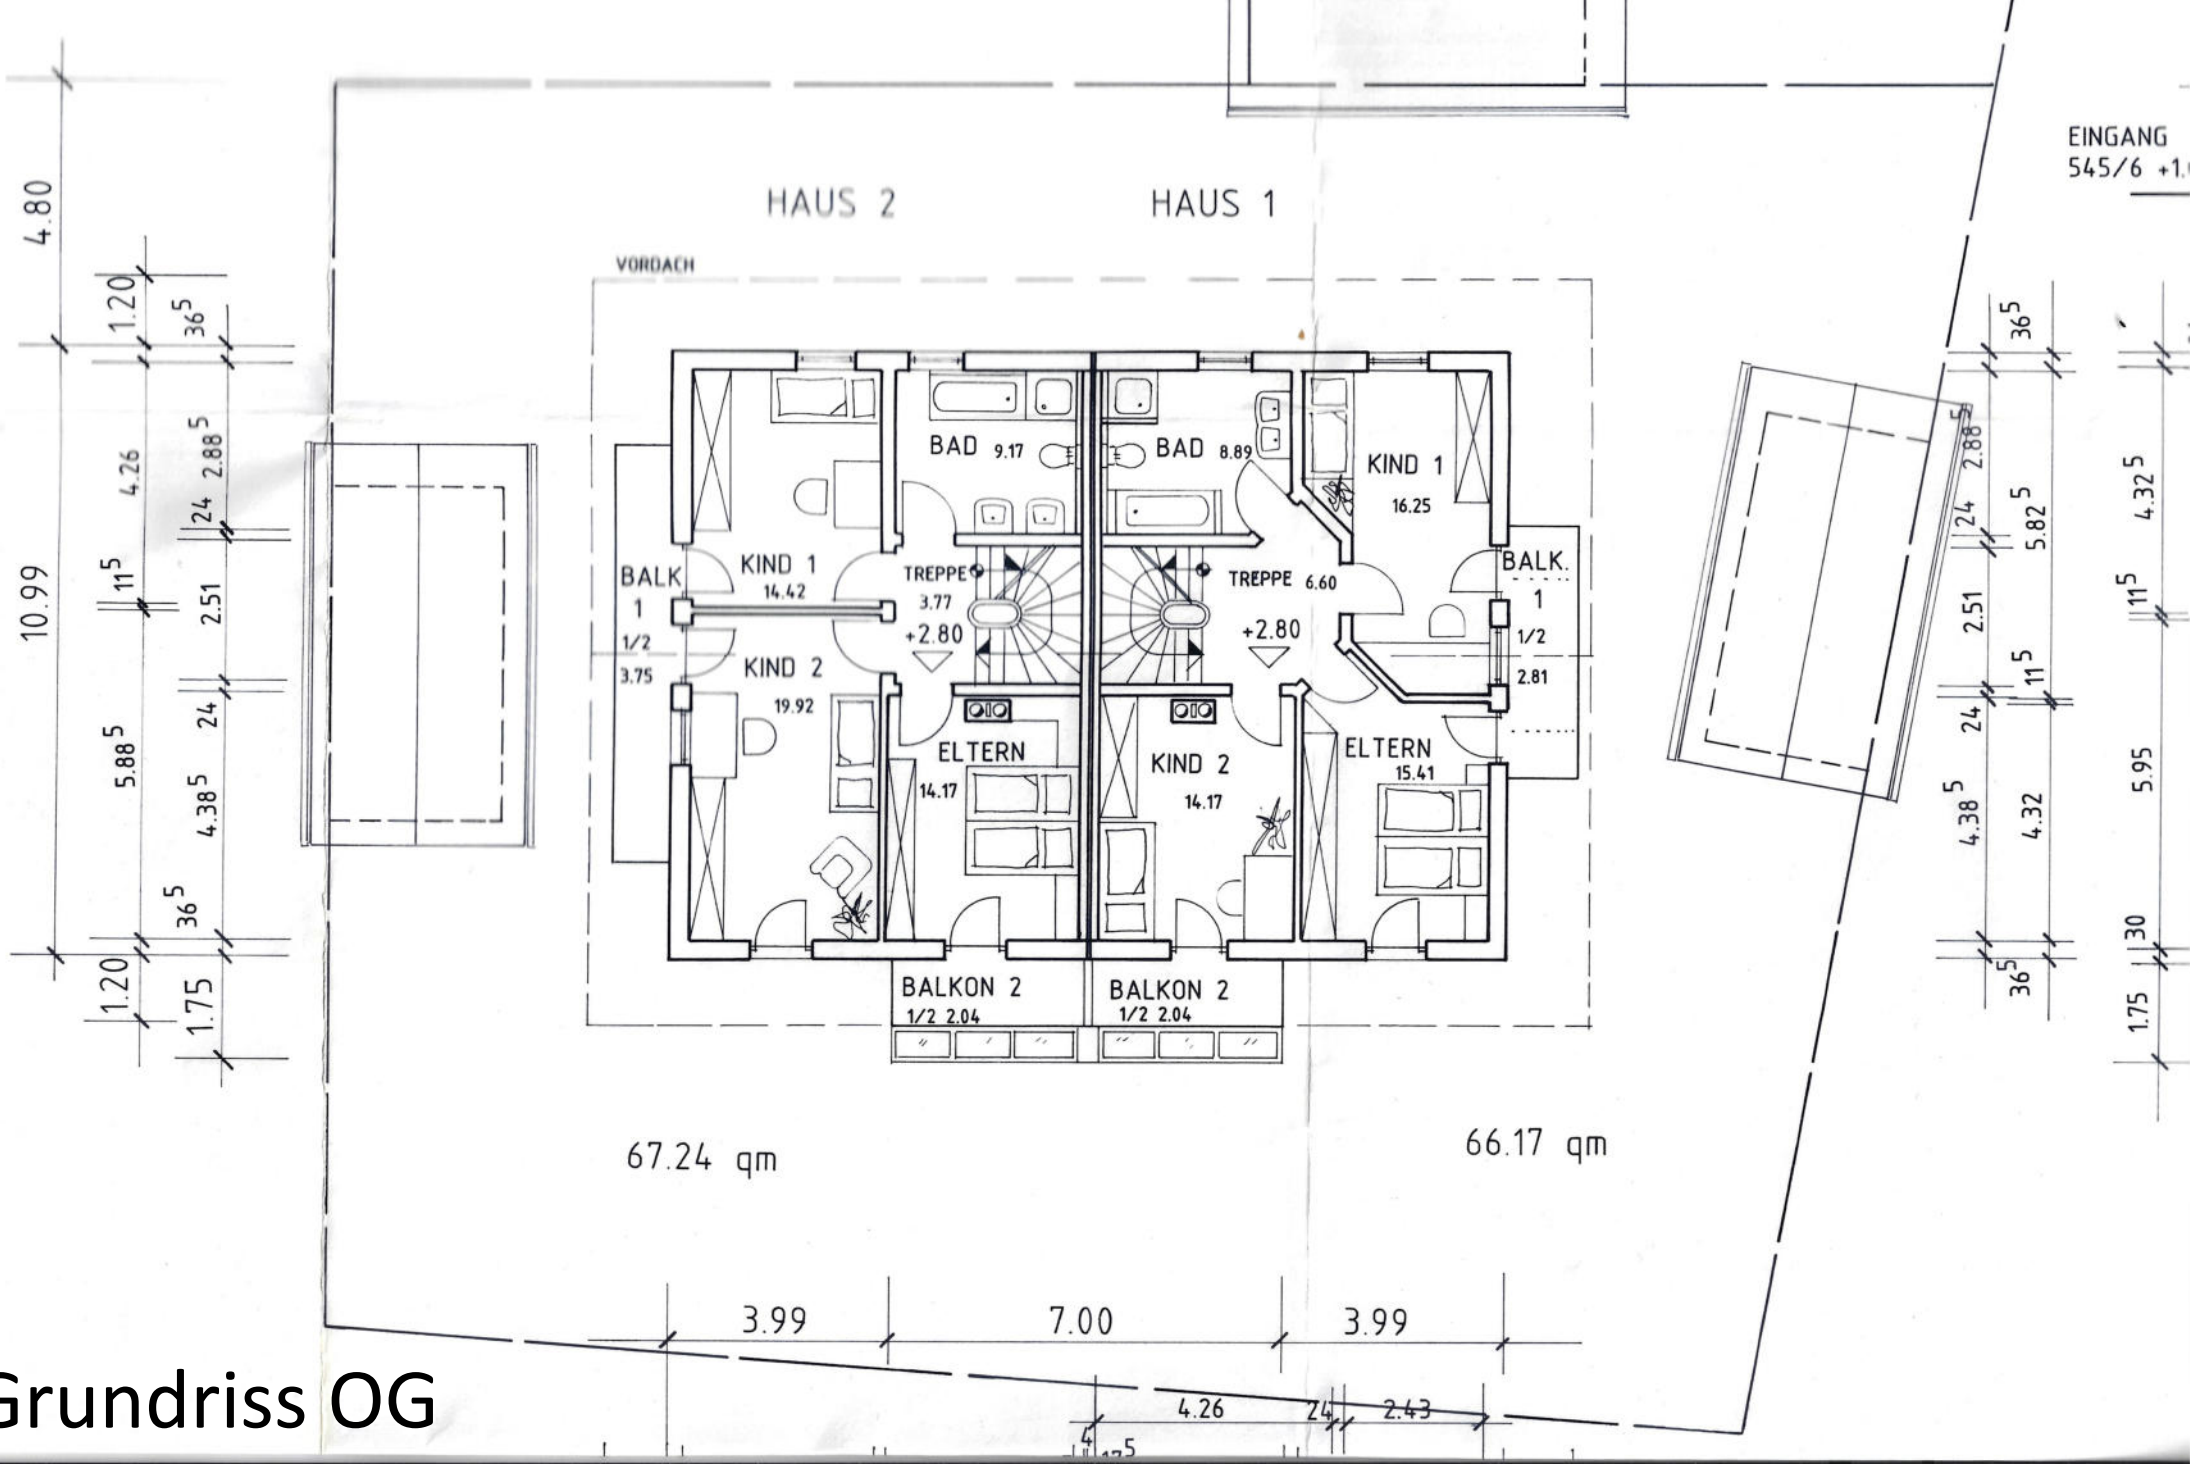 EINGANG
545/6 +1.
HAUS 2
HAUS 1
VORDACH
4.80
10.99
1.20
4.26
11⁵
5.88⁵
1.20
36⁵
2.88⁵
24
2.51
24
4.38⁵
36⁵
1.75
BALK
1
1/2
3.75
KIND 1
14.42
KIND 2
19.92
BAD 9.17
TREPPE
3.77
+2.80
ELTERN
14.17
BALKON 2
1/2 2.04
BAD 8.89
TREPPE 6.60
+2.80
KIND 2
14.17
BALKON 2
1/2 2.04
KIND 1
16.25
ELTERN
15.41
BALK.
1
1/2
2.81
2.88⁵
24
2.51
24
4.38⁵
36⁵
5.82⁵
11⁵
4.32
36⁵
4.32⁵
11⁵
5.95
30
1.75
67.24 qm
66.17 qm
3.99
7.00
3.99
4.26
24
2.43
4
Grundriss OG